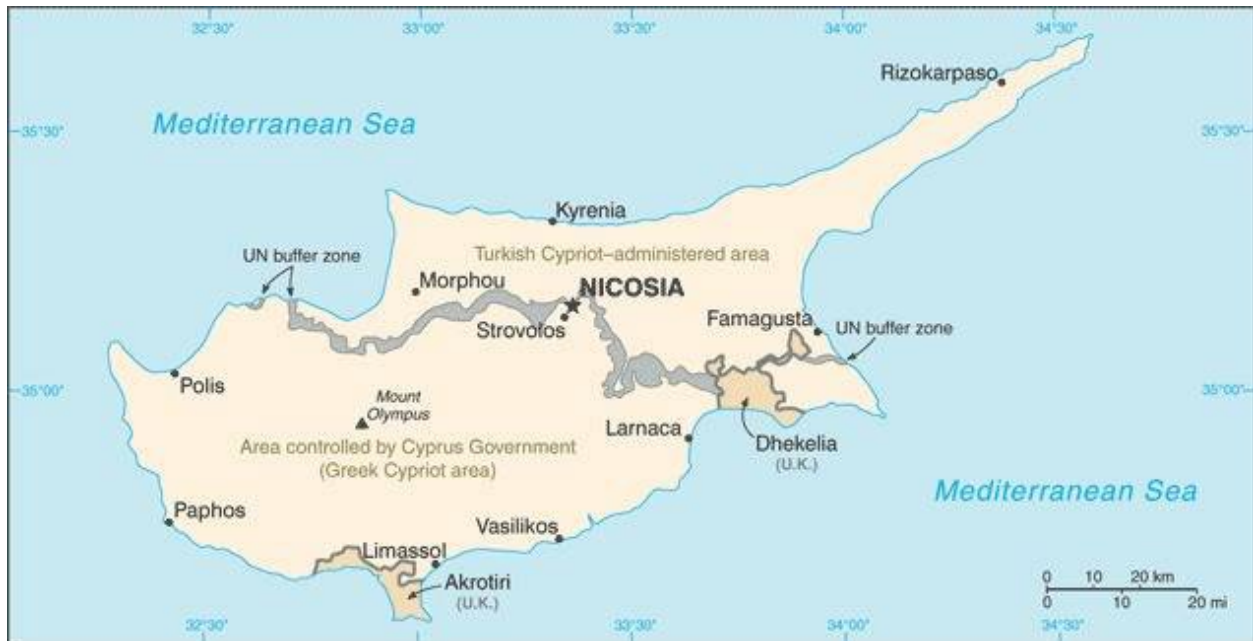 32°30' 33°00' 33°30' 34°00' 34°30'
Rizokarpaso
Mediterranean Sea
35°30' 35°30'
Kyrenia
UN buffer zone
Turkish Cypriot–administered area
Morphou
NICOSIA
Strovolos
Famagusta
UN buffer zone
Polis
35°00' 35°00'
Mount
Olympus
Larnaca
Area controlled by Cyprus Government
(Greek Cypriot area)
Dhekelia
(U.K.)
Mediterranean Sea
Paphos
Vasilikos
Limassol
Akrotiri
(U.K.)
0 10 20 km
0 10 20 mi
32°30' 33°00' 33°30' 34°00' 34°30'